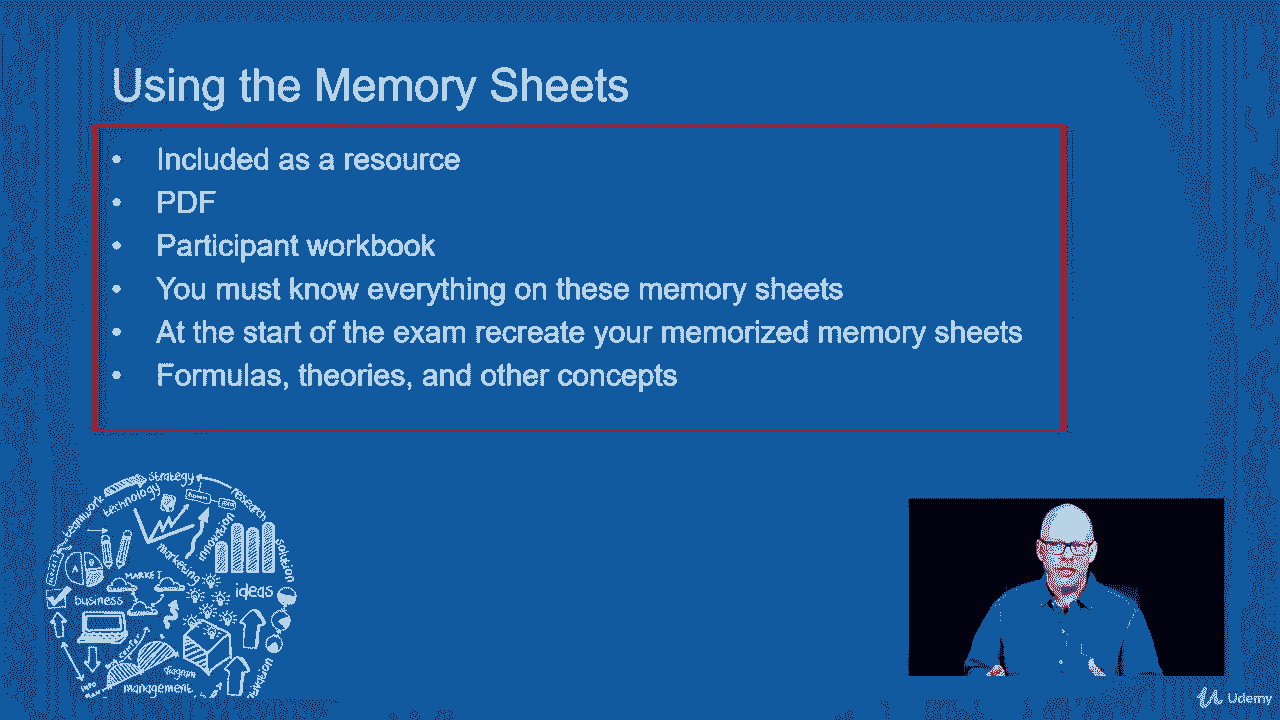 Using the Memory Sheets
• Included as a resource
• PDF
• Participant workbook
• You must know everything on these memory sheets
• At the start of the exam recreate your memorized memory sheets
• Formulas, theories, and other concepts
strategy
teamwork
technology
research
innovation
marketing
solution
MARKET
ideas
business
diagram
management
Udemy